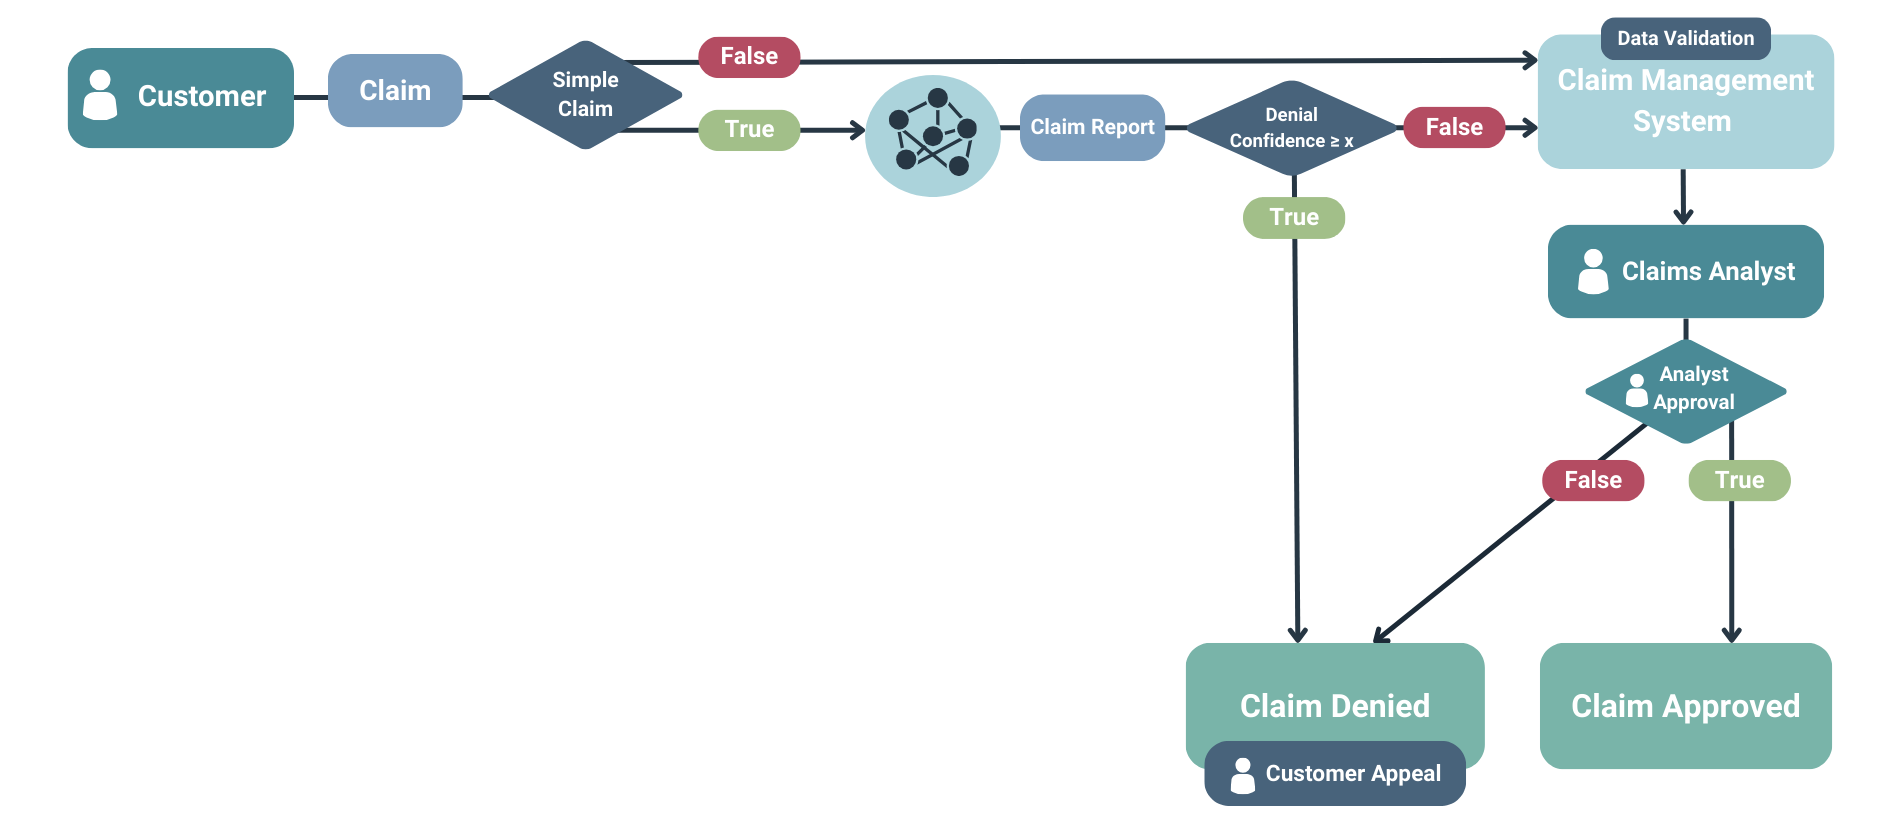 Customer
Claim
Simple
Claim
False
True
Claim Report
Denial
Confidence ≥ x
False
True
Data Validation
Claim Management
System
Claims Analyst
Analyst
Approval
False
True
Claim Denied
Customer Appeal
Claim Approved